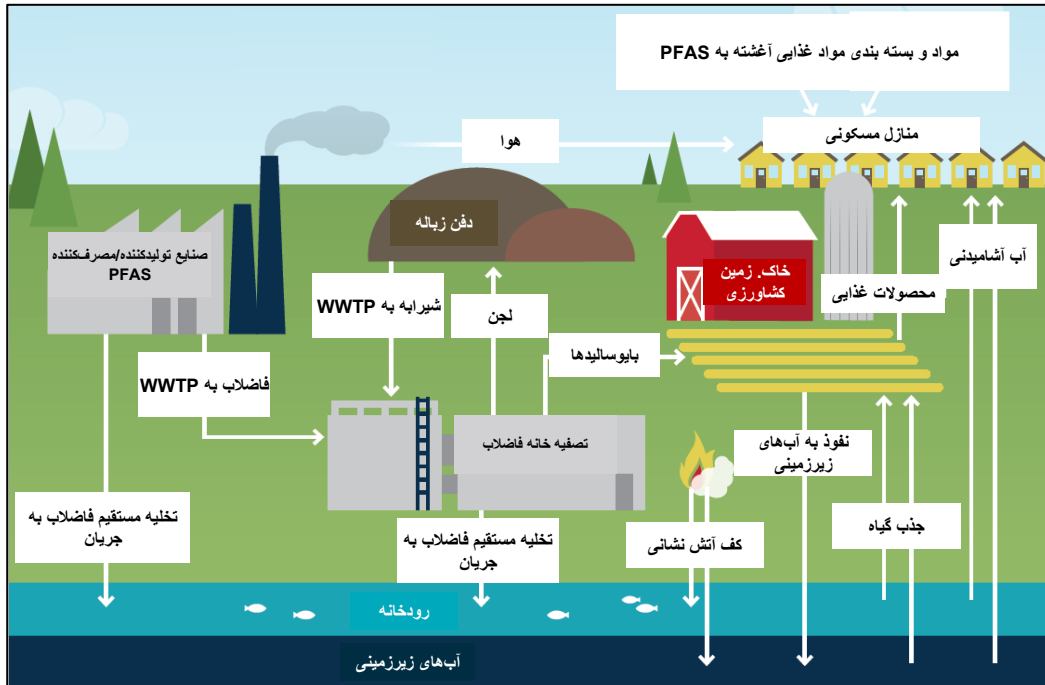 مواد و بسته بندی مواد غذایی آغشته به PFAS
منازل مسکونی
هوا
دفن زباله
صنایع تولیدکننده/مصرف‌کننده
PFAS
خاک. زمین
کشاورزی
آب آشامیدنی
محصولات غذایی
شیرابه به WWTP
لجن
بایوسالیدها
فاضلاب به WWTP
تصفیه خانه فاضلاب
نفوذ به آب‌های
زیرزمینی
تخلیه مستقیم فاضلاب به
جریان
تخلیه مستقیم فاضلاب به
جریان
کف آتش نشانی
جذب گیاه
رودخانه
آب‌های زیرزمینی